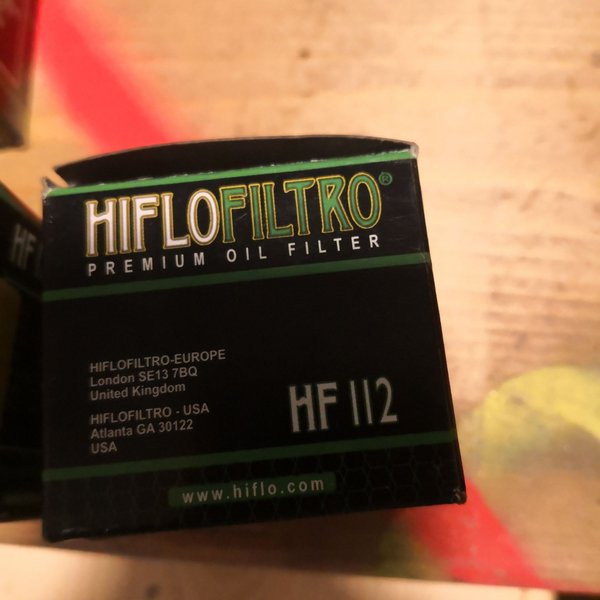 HIFLOFILTRO®
PREMIUM OIL FILTER
HIFLOFILTRO-EUROPE
London SE13 7BQ
United Kingdom
HIFLOFILTRO - USA
Atlanta GA 30122
USA
HF 112
www.hiflo.com
HF